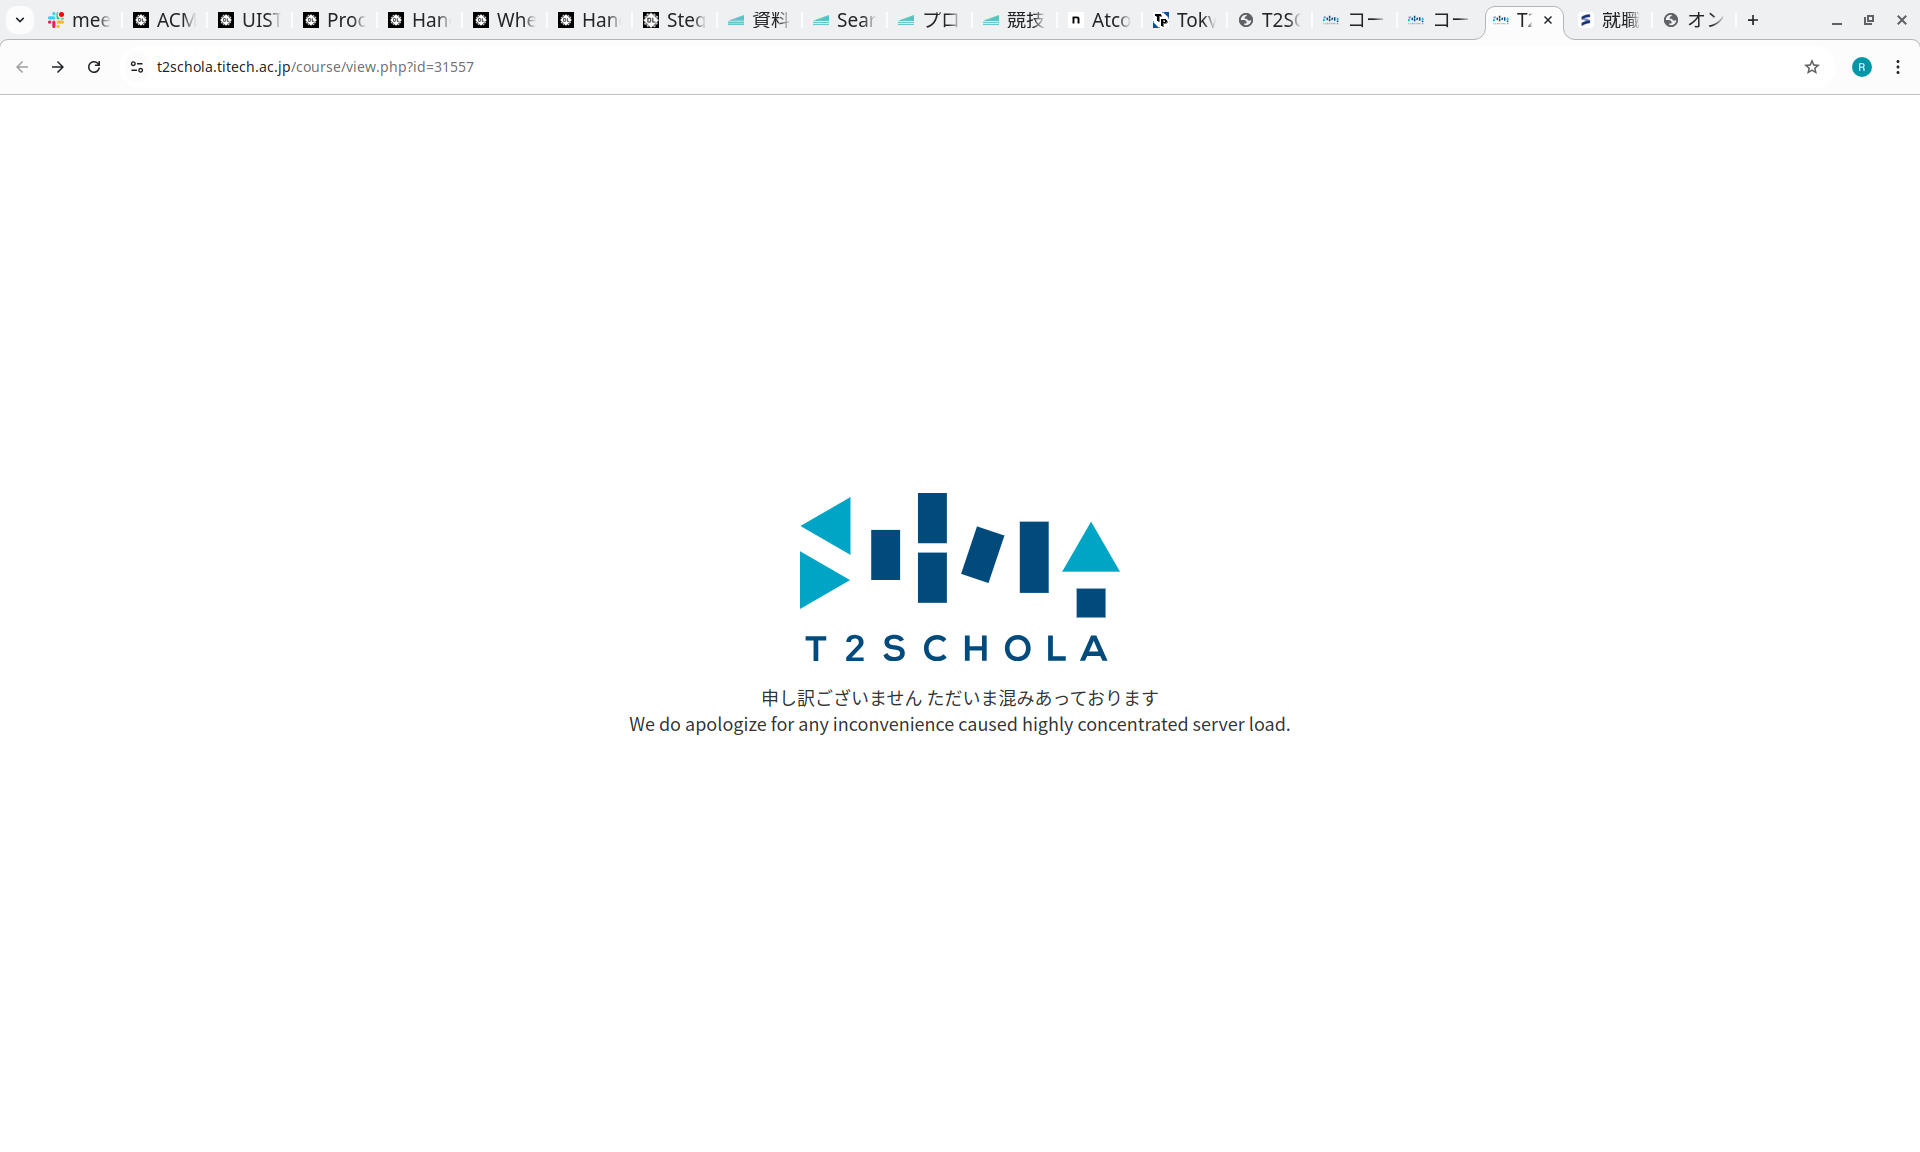 mee
ACM
UIST
Proc
Han
Whe
Han
Steq
資料
Sear
プロ
競技
Atco
Toky
T2SC
コー
コー
T2
就職
オン
t2schola.titech.ac.jp/course/view.php?id=31557
R
T2SCHOLA
申し訳ございません ただいま混みあっております
We do apologize for any inconvenience caused highly concentrated server load.